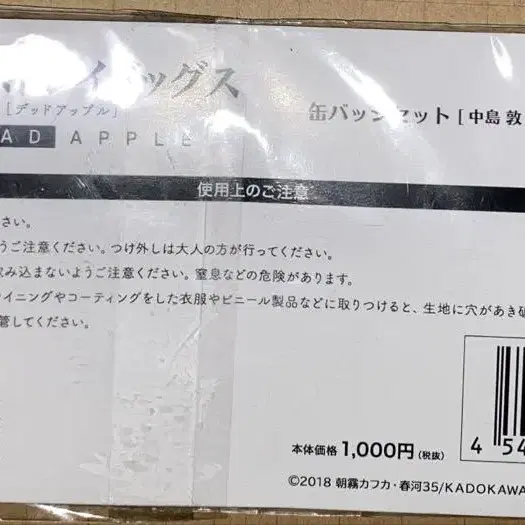 イドッグス
[デッドアップル]
AD APPLE
缶バッジセット [ 中島 敦
使用上のご注意
さい。
うご注意ください。つけ外しは大人の方が行ってください。
飲み込まないようご注意ください。窒息などの危険があります。
イニングやコーティングをした衣服やビニール製品などに取りつけると、生地に穴があき破
管してください。
本体価格 1,000円 (税抜)
4 54
©2018 朝霧カフカ・春河35/KADOKAWA